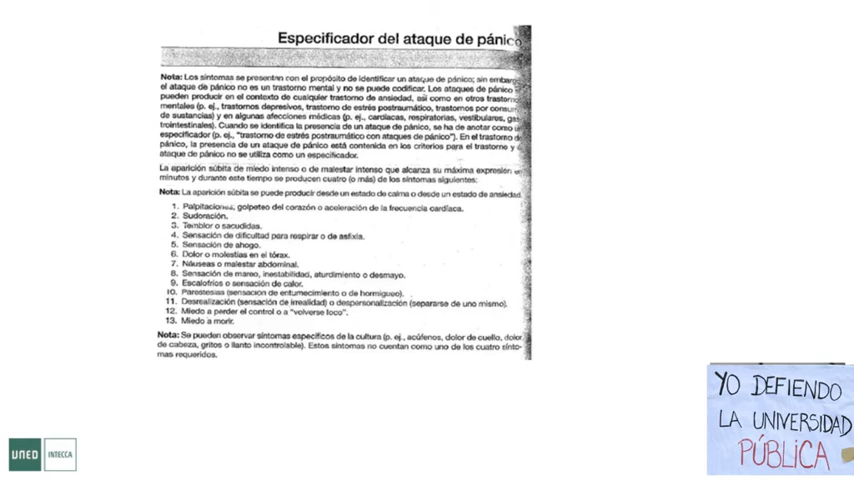 Especificador del ataque de pánico
Nota: Los síntomas se presentan con el propósito de identificar un ataque de pánico; sin
el ataque de pánico no es un trastorno mental y no se puede codificar. Los ataques de pánico
pueden producir en el contexto de cualquier trastorno de ansiedad, así como en otros
mentales (p. ej., trastornos depresivos, trastorno de estrés postraumático, trastornos por
de sustancias) y en algunas afecciones médicas (p. ej., cardíacas, respiratorias, vestibulares,
trointestinales). Cuando se identifica la presencia de un ataque de pánico, se ha de anotar como
especificador (p. ej., "trastorno de estrés postraumático con ataques de pánico"). En el trastorno
pánico, la presencia de un ataque de pánico está contenida en los criterios para el trastorno y
ataque de pánico no se utiliza como un especificador.
La aparición súbita de miedo intenso o de malestar intenso que alcanza su máxima expresión
minutos y durante este tiempo se producen cuatro (o más) de los síntomas siguientes:
Nota: La aparición súbita se puede producir desde un estado de calma o desde un estado de ansiedad.
1. Palpitaciones, golpeteo del corazón o aceleración de la frecuencia cardíaca.
2. Sudoración.
3. Temblor o sacudidas.
4. Sensación de dificultad para respirar o de asfixia.
5. Sensación de ahogo.
6. Dolor o molestias en el tórax.
7. Náuseas o malestar abdominal.
8. Sensación de mareo, inestabilidad, aturdimiento o desmayo.
9. Escalofríos o sensación de calor.
10. Parestesias (sensación de entumecimiento o de hormigueo).
11. Desrealización (sensación de irrealidad) o despersonalización (separarse de uno mismo).
12. Miedo a perder el control o a "volverse loco".
13. Miedo a morir.
Nota: Se pueden observar síntomas específicos de la cultura (p. ej., acúfenos, dolor de cuello, dolor
de cabeza, gritos o llanto incontrolable). Estos síntomas no cuentan como uno de los cuatro sínto-
mas requeridos.
YO DEFIENDO
LA UNIVERSIDAD
PÚBLICA
UNED INTECCA